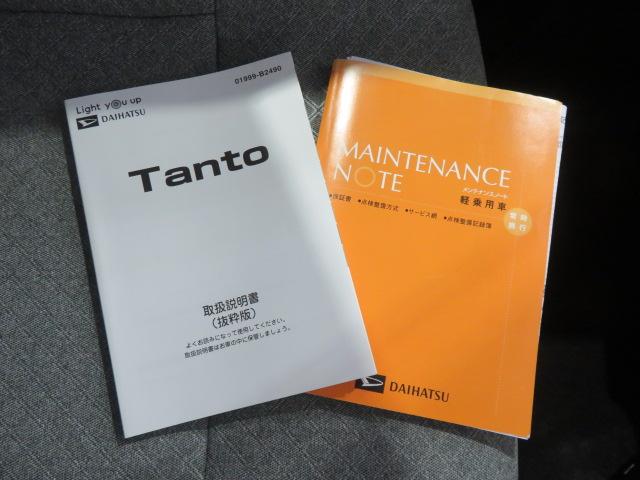 01999-B2490
Light you up
DAIHATSU
Tanto
取扱説明書
(抜粋版)
よくお読みになって使用してください。
取扱説明書はお車の中に保管しましょう。
MAINTENANCE
NOTE
メンテナンスノート
軽乗用車
●保証書 ●点検整備方式 ●サービス網 ●点検整備記録簿
常時
携行
DAIHATSU